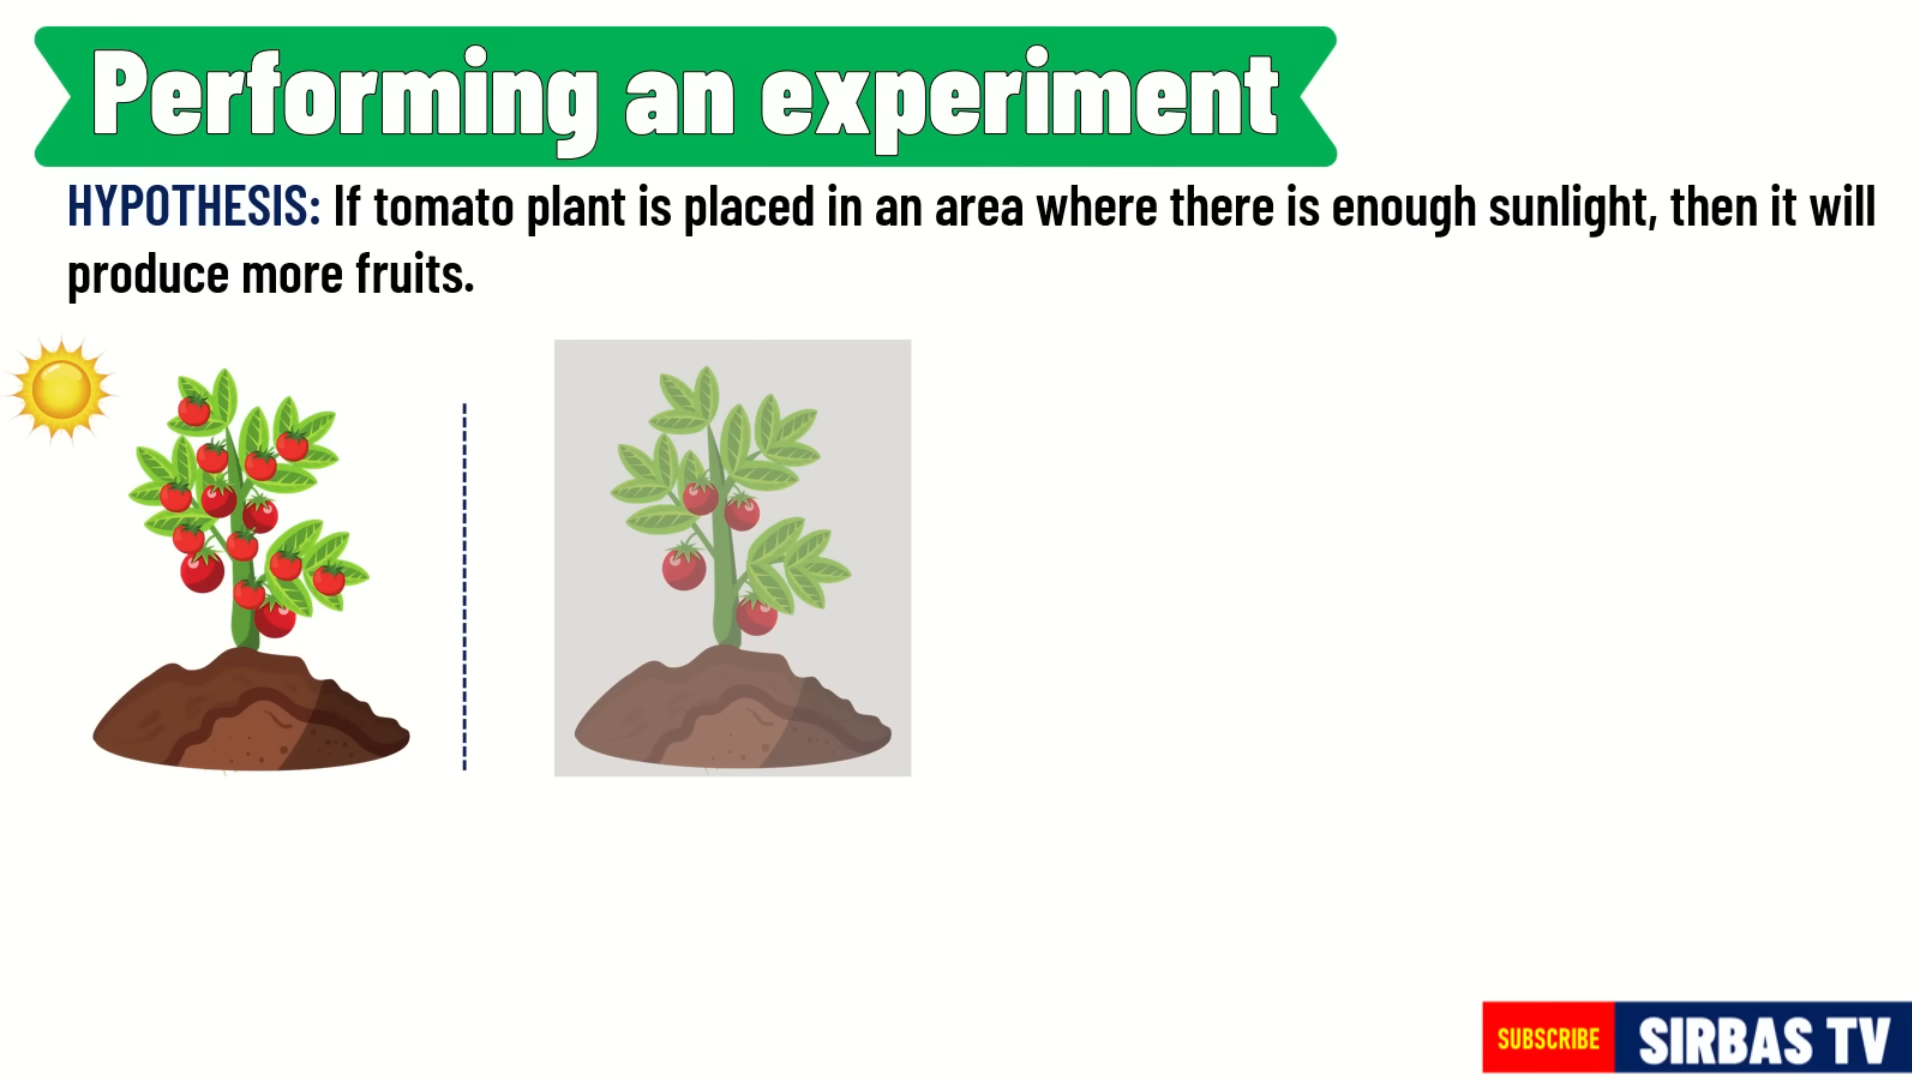 Performing an experiment
HYPOTHESIS: If tomato plant is placed in an area where there is enough sunlight, then it will
produce more fruits.
SUBSCRIBE SIRBAS TV